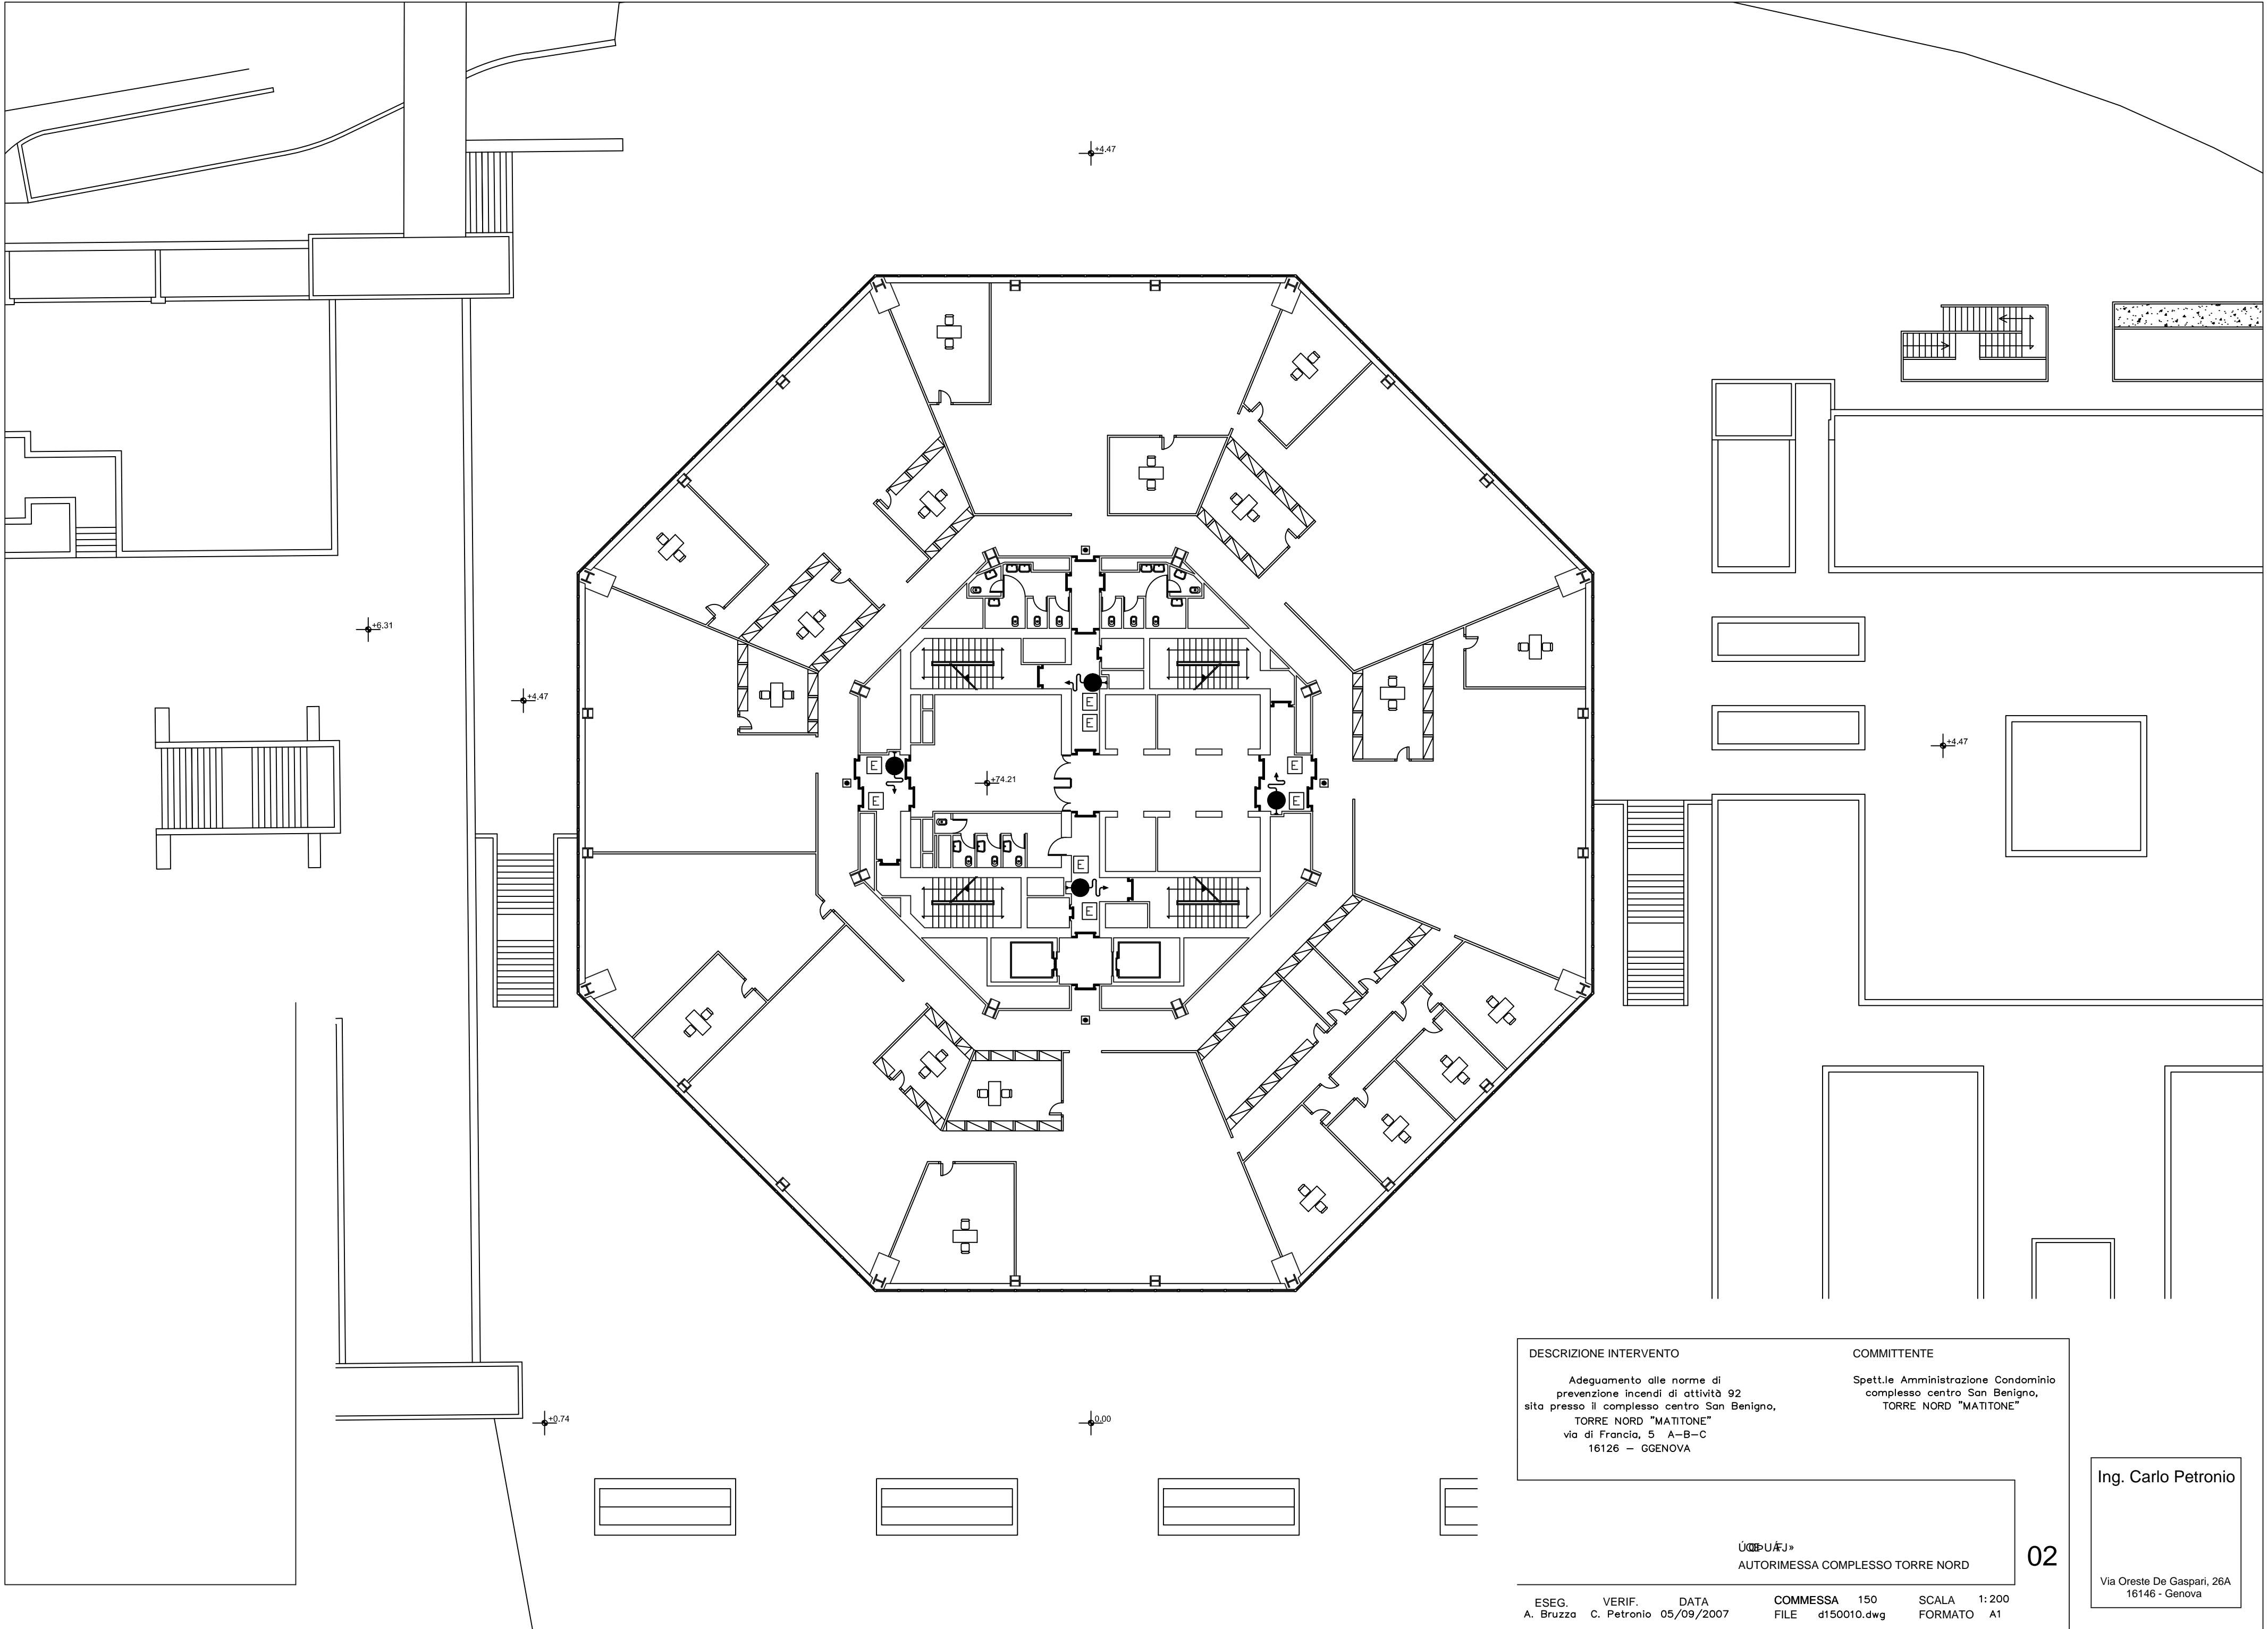 +4.47
+6.31
+4.47
+4.47
E
E
E
E
E
E
+74.21
E
E
+0.74
0,00
DESCRIZIONE INTERVENTO
Adeguamento alle norme di
prevenzione incendi di attività 92
sita presso il complesso centro San Benigno,
TORRE NORD "MATITONE"
via di Francia, 5 A-B-C
16126 - GGENOVA
COMMITTENTE
Spett.le Amministrazione Condominio
complesso centro San Benigno,
TORRE NORD "MATITONE"
AUTORIMESSA COMPLESSO TORRE NORD
02
ESEG. VERIF. DATA COMMESSA 150 SCALA 1:200
A. Bruzza C. Petronio 05/09/2007 FILE d150010.dwg FORMATO A1
Ing. Carlo Petronio
Via Oreste De Gaspari, 26A
16146 - Genova